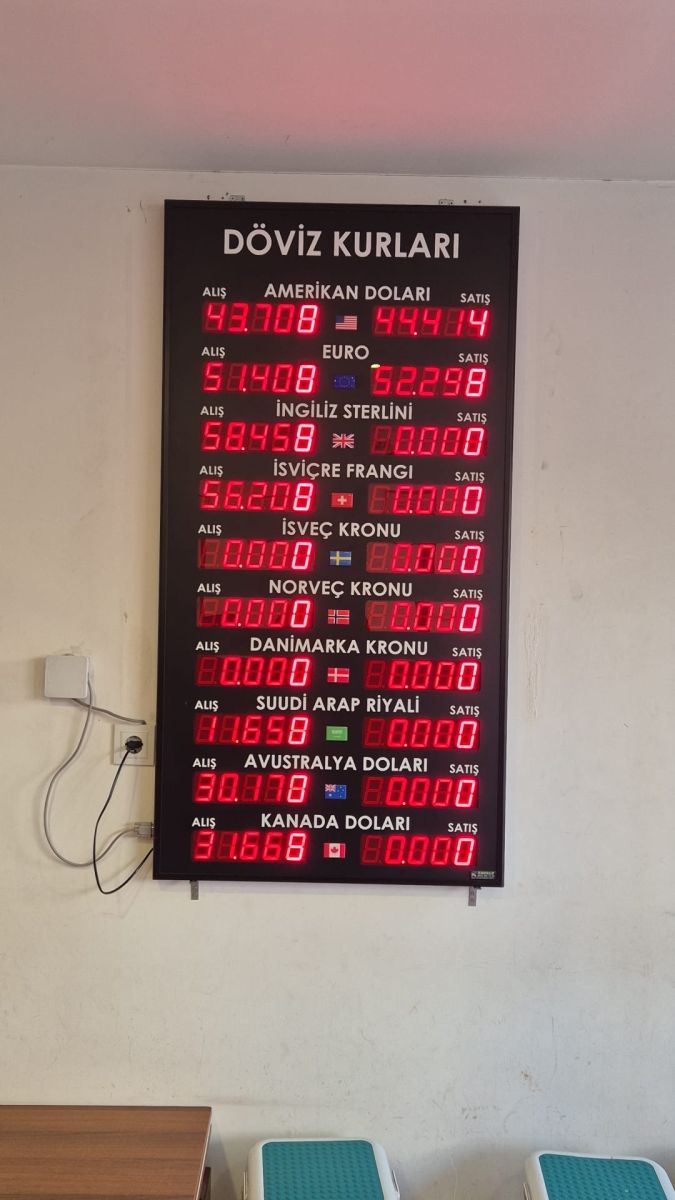 DÖVİZ KURLARI
ALIŞ AMERİKAN DOLARI SATIŞ
43.708 44.414
ALIŞ EURO SATIŞ
51.408 52.298
ALIŞ İNGİLİZ STERLİNİ SATIŞ
58.458 0.000
ALIŞ İSVİÇRE FRANGI SATIŞ
56.208 0.000
ALIŞ İSVEÇ KRONU SATIŞ
0.000 0.000
ALIŞ NORVEÇ KRONU SATIŞ
0.000 0.000
ALIŞ DANİMARKA KRONU SATIŞ
0.000 0.000
ALIŞ SUUDİ ARAP RİYALİ SATIŞ
11.658 0.000
ALIŞ AVUSTRALYA DOLARI SATIŞ
30.178 0.000
ALIŞ KANADA DOLARI SATIŞ
31.668 0.000